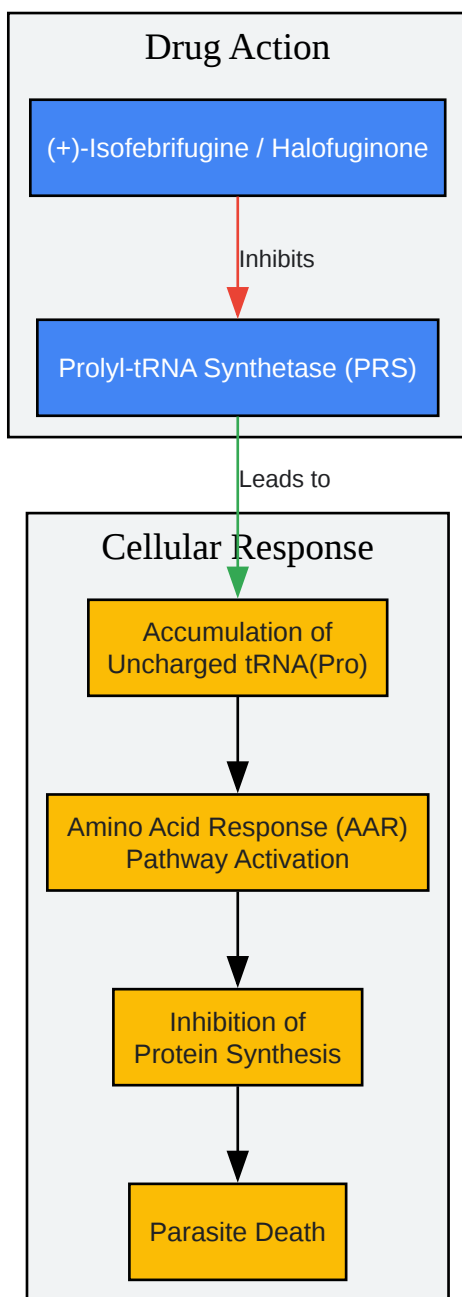 Drug Action
(+)-Isofebrifugine / Halofuginone
Inhibits
Prolyl-tRNA Synthetase (PRS)
Leads to
Cellular Response
Accumulation of
Uncharged tRNA(Pro)
Amino Acid Response (AAR)
Pathway Activation
Inhibition of
Protein Synthesis
Parasite Death